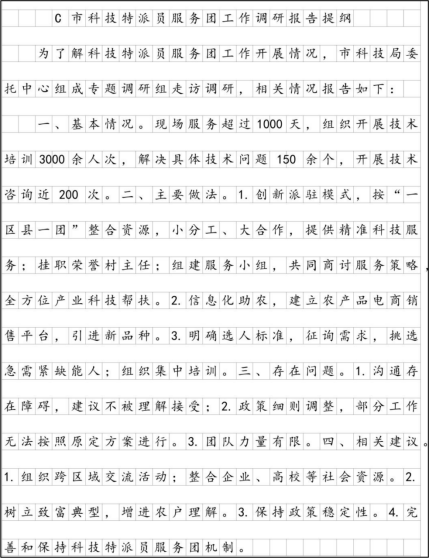 C 市科技特派员服务团工作调研报告提纲
为了解科技特派员服务团工作开展情况，市科技局委
托中心组成专题调研组走访调研，相关情况报告如下：
一、基本情况。现场服务超过1000 天，组织开展技术
培训3000 余人次，解决具体技术问题 150 余个，开展技术
咨询近 200 次。二、主要做法。1.创新派驻模式，按“一
区县一团”整合资源，小分工、大合作，提供精准科技服
务；挂职荣誉村主任；组建服务小组，共同商讨服务策略，
全方位产业科技帮扶。2.信息化助农，建立农产品电商销
售平台，引进新品种。3.明确选人标准，征询需求，挑选
急需紧缺能人；组织集中培训。三、存在问题。1.沟通存
在障碍，建议不被理解接受；2.政策细则调整，部分工作
无法按照原定方案进行。3.团队力量有限。四、相关建议。
1.组织跨区域交流活动；整合企业、高校等社会资源。2.
树立致富典型，增进农户理解。3.保持政策稳定性。4.完
善和保持科技特派员服务团机制。